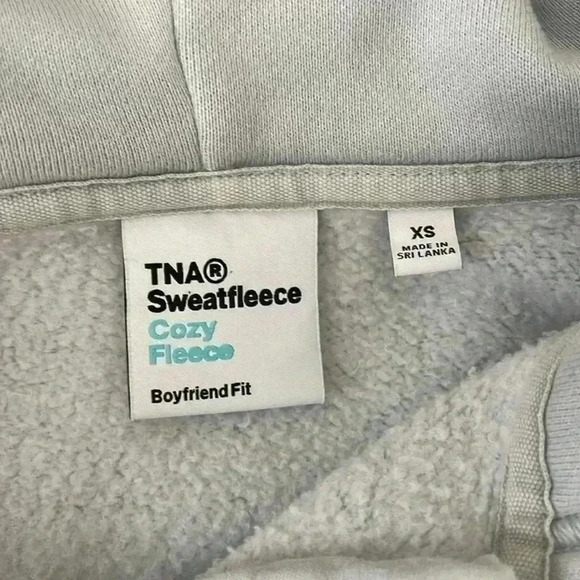 TNA®
Sweatfleece
Cozy
Fleece
Boyfriend Fit
XS
MADE IN
SRI LANKA